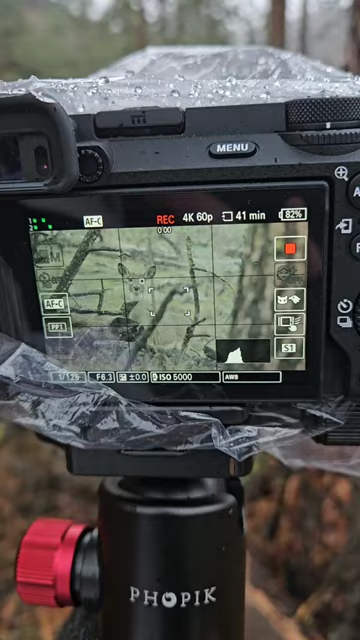 MENU
AF-C REC 4K 60p 41 min 82%
0:00
M
AF-C
PP1
S1
1/125 F6.3 ±0.0 ISO 5000 AWB
PHOPIK